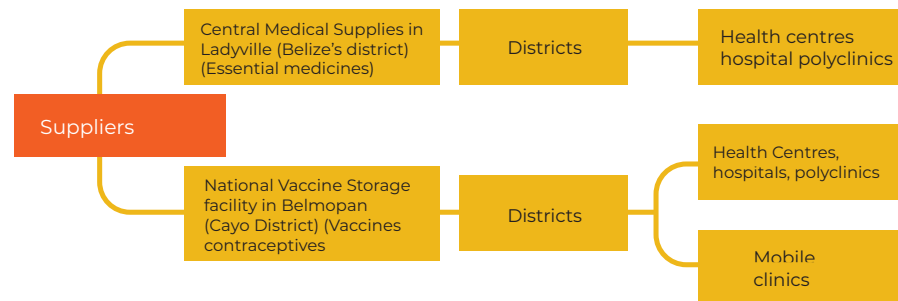 Suppliers
Central Medical Supplies in
Ladyville (Belize’s district)
(Essential medicines)
Districts
Health centres
hospital polyclinics
National Vaccine Storage
facility in Belmopan
(Cayo District) (Vaccines
contraceptives
Districts
Health Centres,
hospitals, polyclinics
Mobile
clinics